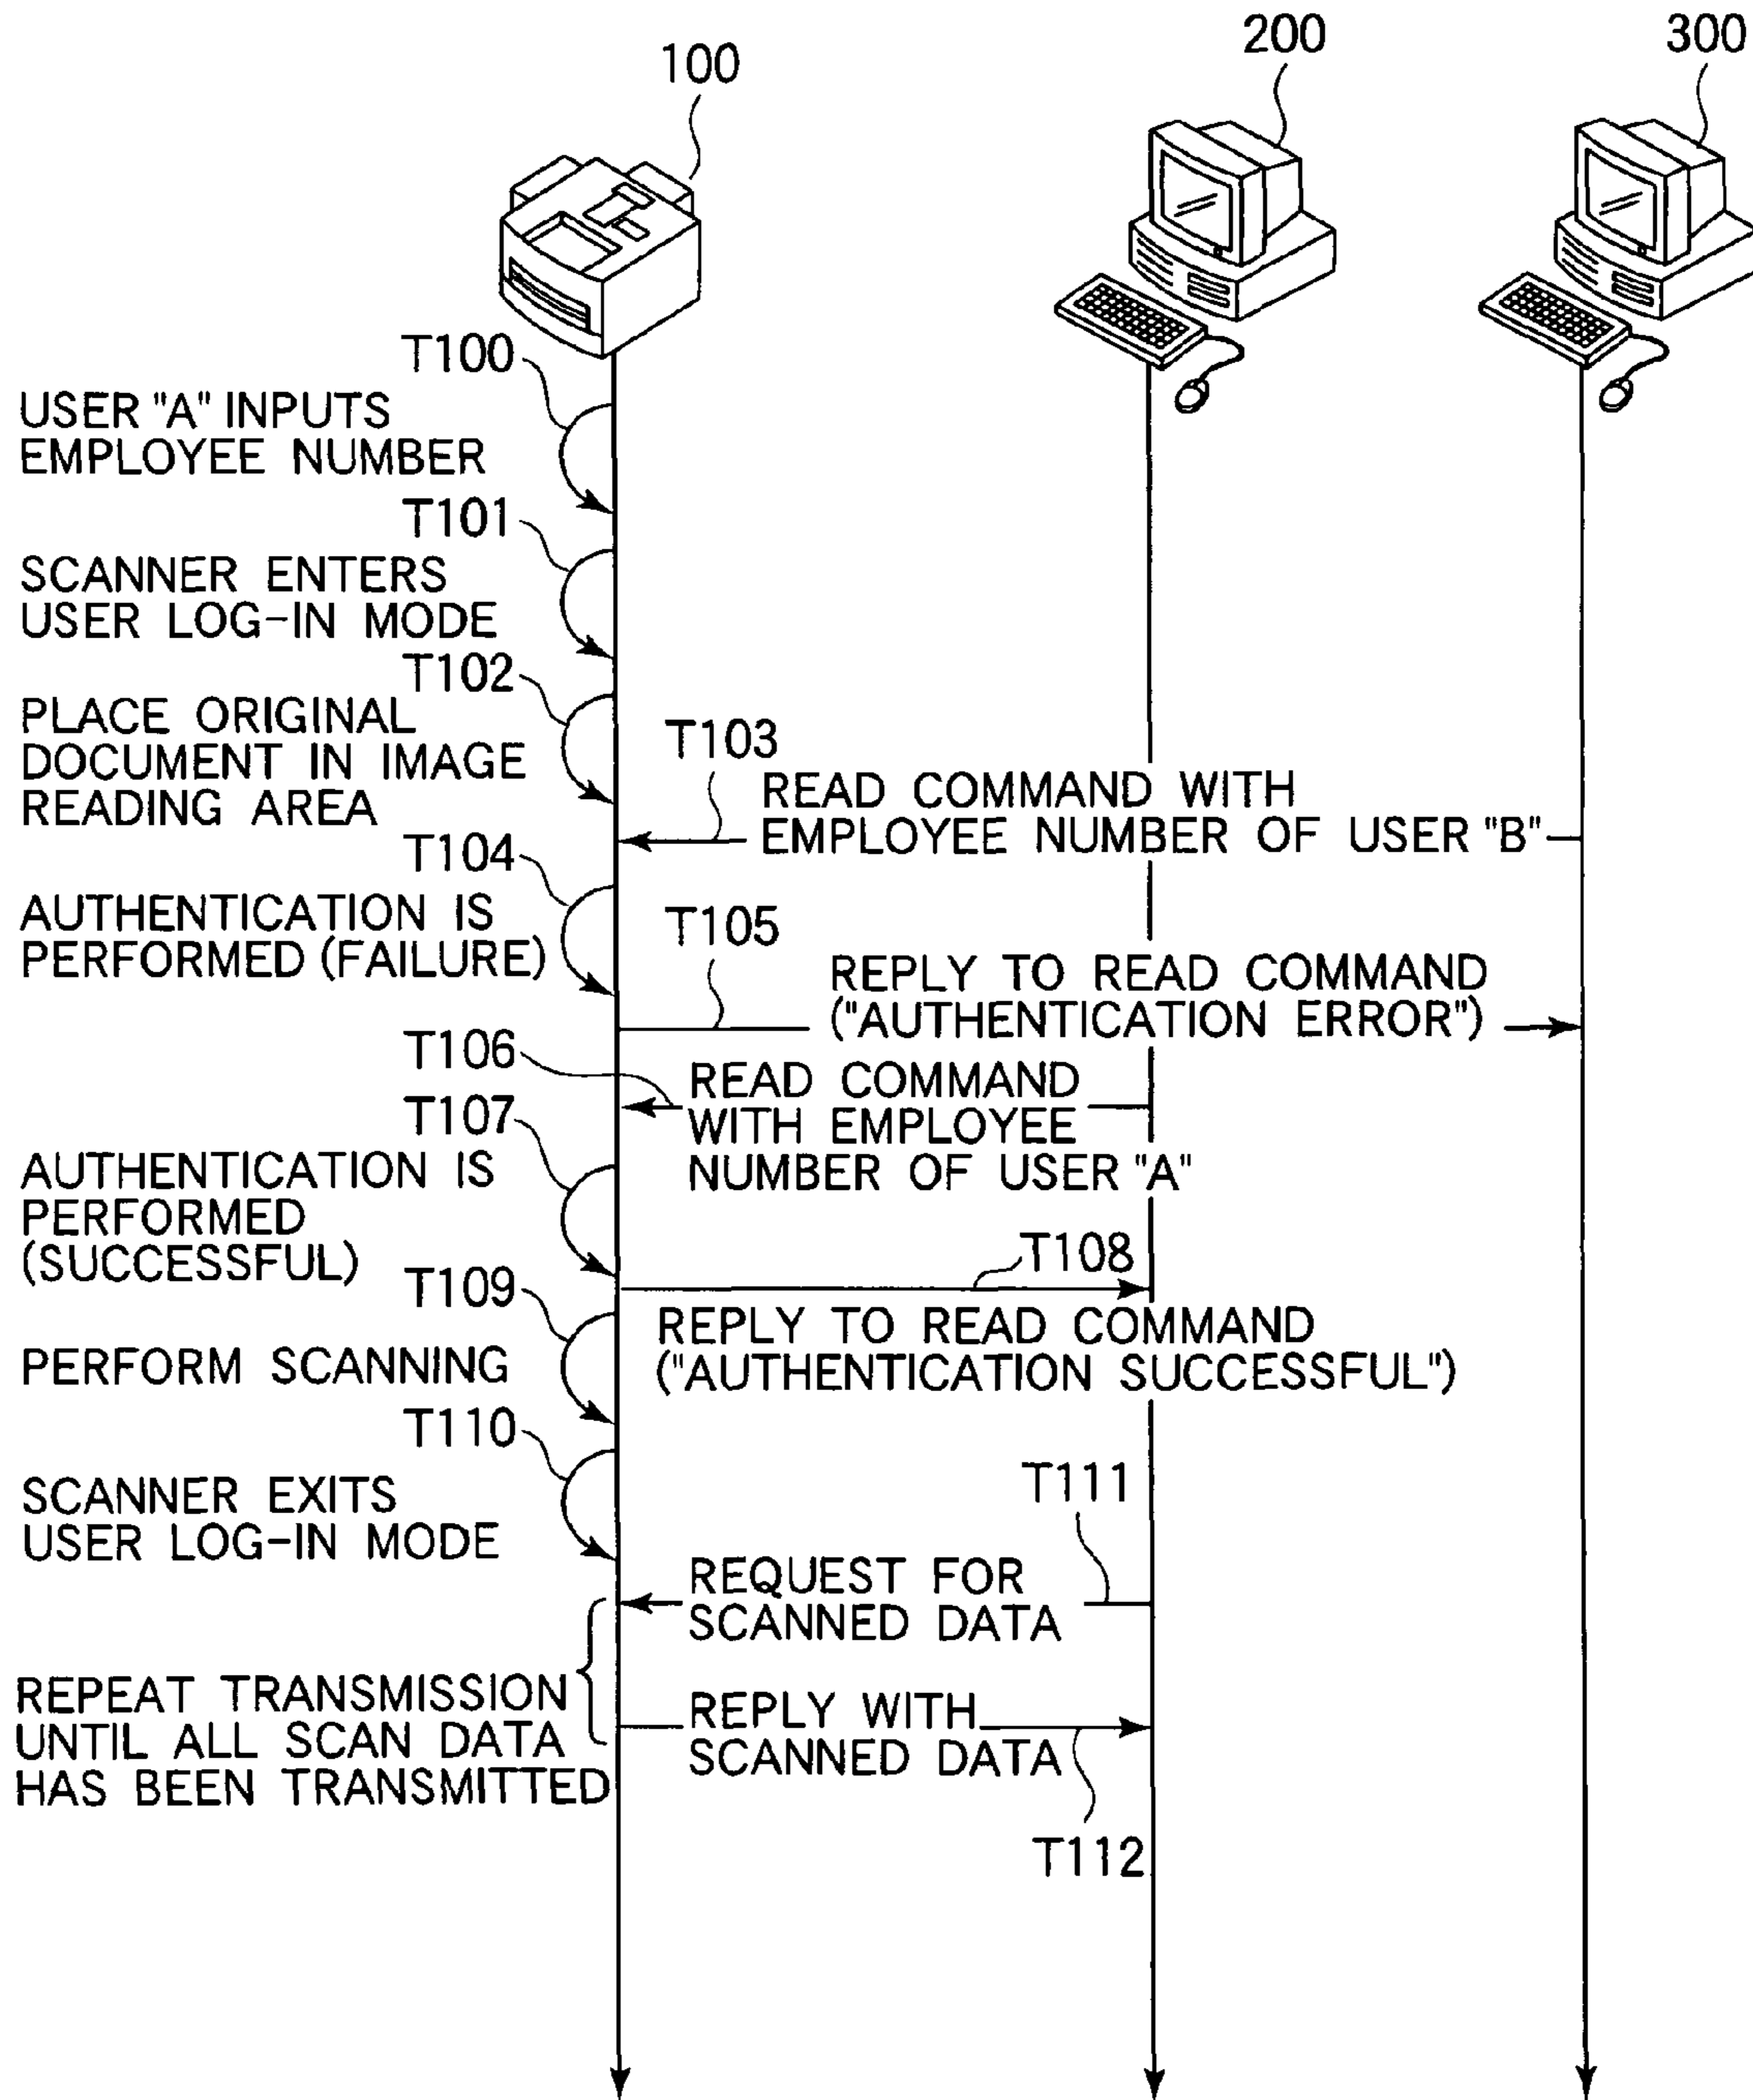 200
300
100
T100
USER "A" INPUTS
EMPLOYEE NUMBER
T101
SCANNER ENTERS
USER LOG-IN MODE
T102
PLACE ORIGINAL
DOCUMENT IN IMAGE
READING AREA
T103
READ COMMAND WITH
EMPLOYEE NUMBER OF USER "B"
T104
AUTHENTICATION IS
PERFORMED (FAILURE)
T105
REPLY TO READ COMMAND
("AUTHENTICATION ERROR")
T106
READ COMMAND
WITH EMPLOYEE
NUMBER OF USER "A"
T107
AUTHENTICATION IS
PERFORMED
(SUCCESSFUL)
T108
REPLY TO READ COMMAND
("AUTHENTICATION SUCCESSFUL")
T109
PERFORM SCANNING
T110
SCANNER EXITS
USER LOG-IN MODE
T111
REQUEST FOR
SCANNED DATA
REPEAT TRANSMISSION
UNTIL ALL SCAN DATA
HAS BEEN TRANSMITTED
REPLY WITH
SCANNED DATA
T112